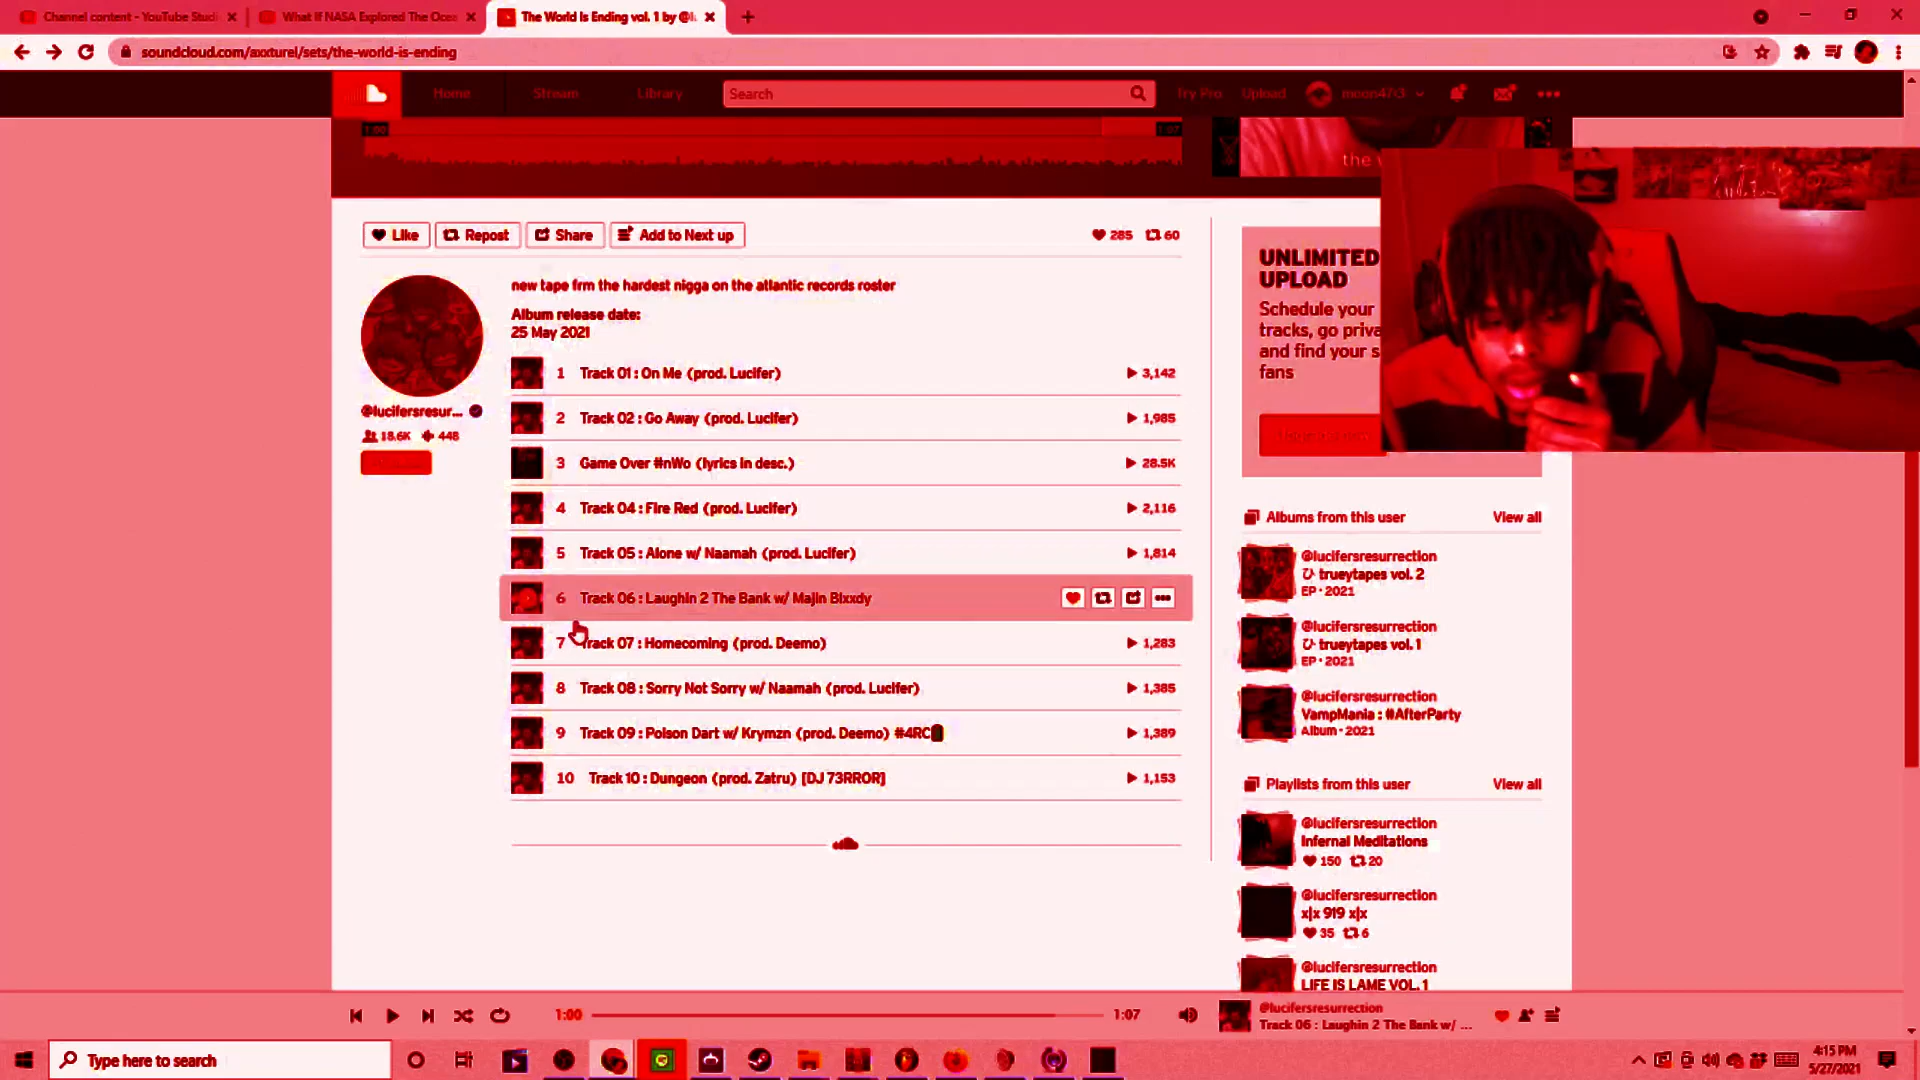 Channel content - YouTube Studi
What If NASA Explored The Ocea
The World Is Ending vol. 1 by @l
soundcloud.com/axxturel/sets/the-world-is-ending
Home
Stream
Library
Search
Try Pro
Upload
1:00
1:07
Like
Repost
Share
Add to Next up
285
60
new tape frm the hardest nigga on the atlantic records roster
Album release date:
25 May 2021
@lucifersresur...
18.6K 448
1 Track 01 : On Me (prod. Lucifer) 3,142
2 Track 02 : Go Away (prod. Lucifer) 1,985
3 Game Over #nWo (lyrics in desc.) 28.5K
4 Track 04 : Fire Red (prod. Lucifer) 2,116
5 Track 05 : Alone w/ Naamah (prod. Lucifer) 1,814
6 Track 06 : Laughin 2 The Bank w/ Majin Blxxdy
7 Track 07 : Homecoming (prod. Deemo) 1,283
8 Track 08 : Sorry Not Sorry w/ Naamah (prod. Lucifer) 1,385
9 Track 09 : Poison Dart w/ Krymzn (prod. Deemo) #4RC 1,389
10 Track 10 : Dungeon (prod. Zatru) [DJ 73RROR] 1,153
the
UNLIMITED
UPLOAD
Schedule your
tracks, go priva
and find your s
fans
Albums from this user View all
@lucifersresurrection
ひ trueytapes vol. 2
EP · 2021
@lucifersresurrection
ひ trueytapes vol. 1
EP · 2021
@lucifersresurrection
VampMania : #AfterParty
Album · 2021
Playlists from this user View all
@lucifersresurrection
Infernal Meditations
150 20
@lucifersresurrection
x|x 919 x|x
35 6
@lucifersresurrection
LIFE IS LAME VOL. 1
1:00
1:07
@lucifersresurrection
Track 06 : Laughin 2 The Bank w/ ...
Type here to search
4:15 PM
5/27/2021